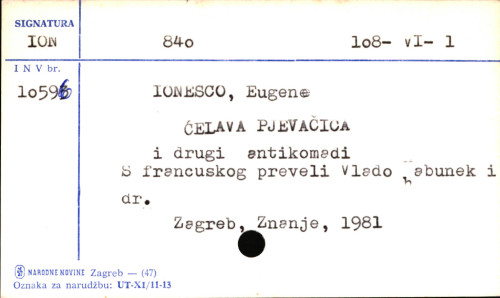 SIGNATURA
ION 840 108- VI- 1
I N V br.
10596
IONESCO, Eugene
ĆELAVA PJEVAČICA
i drugi antikomadi
S francuskog preveli Vlado habunek i
dr.
Zagreb, Znanje, 1981
NARODNE NOVINE Zagreb — (47)
Oznaka za narudžbu: UT-XI/11-13